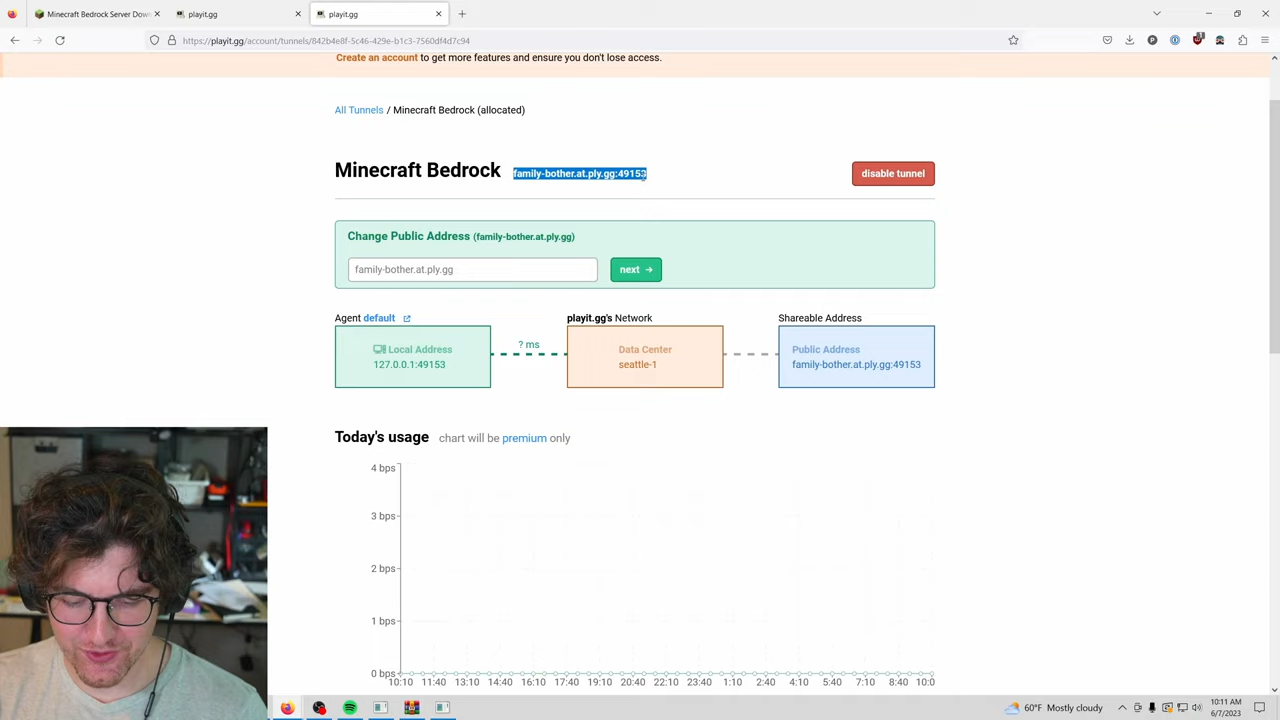 Minecraft Bedrock Server Down
playit.gg
playit.gg
https://playit.gg/account/tunnels/842b4e8f-5c46-429e-b1c3-7560df4d7c94
Create an account to get more features and ensure you don't lose access.
All Tunnels / Minecraft Bedrock (allocated)
Minecraft Bedrock family-bother.at.ply.gg:49153
disable tunnel
Change Public Address (family-bother.at.ply.gg)
family-bother.at.ply.gg
next →
Agent default
playit.gg's Network
Shareable Address
Local Address
127.0.0.1:49153
? ms
Data Center
seattle-1
Public Address
family-bother.at.ply.gg:49153
Today's usage chart will be premium only
4 bps
3 bps
2 bps
1 bps
0 bps
10:10 11:40 13:10 14:40 16:10 17:40 19:10 20:40 22:10 23:40 1:10 2:40 4:10 5:40 7:10 8:40 10:0
60°F Mostly cloudy
10:11 AM
6/7/2023